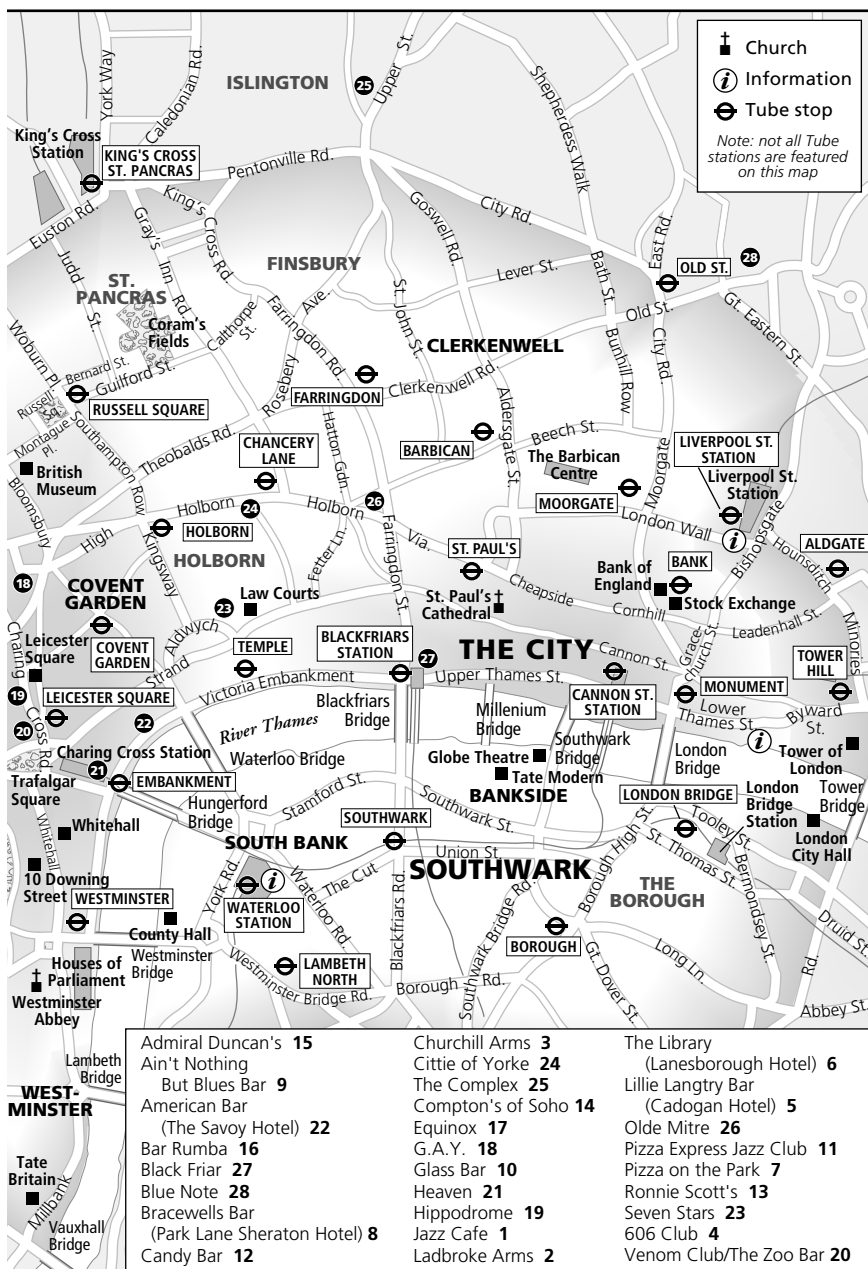 Church
Information
Tube stop
Note: not all Tube
stations are featured
on this map
ISLINGTON
25
Upper St.
York Way
Caledonian Rd.
Shepherdess Walk
King's Cross
Station
KING'S CROSS
ST. PANCRAS
Pentonville Rd.
Euston Rd.
King's Cross Rd.
Gray's Inn Rd.
Judd St.
Goswell Rd.
City Rd.
East Rd.
OLD ST.
28
FINSBURY
Lever St.
Bath St.
ST.
PANCRAS
Coram's
Fields
Calthorpe
St.
Ave.
St. John St.
Old St.
Gt. Eastern St.
Farringdon Rd.
CLERKENWELL
City Rd.
Bunhill Row
Woburn Pl.
Bernard St.
Guilford St.
Rosebery
FARRINGDON
Clerkenwell Rd.
Russell
Sq.
RUSSELL SQUARE
Aldersgate St.
Beech St.
Montague
Pl.
Southampton Row
Theobalds Rd.
Hatton Gdn.
CHANCERY
LANE
BARBICAN
The Barbican
Centre
Moorgate
LIVERPOOL ST.
STATION
Liverpool St.
Station
British
Museum
Bloomsbury
MOORGATE
High
Holborn
24
Holborn
26
Via.
HOLBORN
Farringdon St.
London Wall
Bishopsgate
Hounsditch
ALDGATE
Kingsway
HOLBORN
Fetter Ln.
ST. PAUL'S
Bank of
England
BANK
18
COVENT
GARDEN
23
Law Courts
St. Paul's
Cathedral
Cheapside
Cornhill
Stock Exchange
Leadenhall St.
Minories
Charing
Cross Rd.
Leicester
Square
COVENT
GARDEN
Aldwych
TEMPLE
BLACKFRIARS
STATION
27
THE CITY
Cannon St.
Grace-
church St.
TOWER
HILL
Strand
19
LEICESTER SQUARE
Victoria Embankment
Upper Thames St.
CANNON ST.
STATION
MONUMENT
Lower
Thames St.
Byward
St.
20
22
River Thames
Blackfriars
Bridge
Millenium
Bridge
Southwark
Bridge
London
Bridge
Tower of
London
Charing Cross Station
Waterloo Bridge
Globe Theatre
Tate Modern
21
EMBANKMENT
Trafalgar
Square
Hungerford
Bridge
Stamford St.
BANKSIDE
LONDON BRIDGE
London
Bridge
Station
Tower
Bridge
Whitehall
Whitehall
SOUTHWARK
Southwark St.
Tooley St.
London
City Hall
SOUTH BANK
Union St.
St. Thomas St.
10 Downing
Street
The Cut
SOUTHWARK
Borough High St.
THE
BOROUGH
Bermondsey St.
WESTMINSTER
York Rd.
WATERLOO
STATION
Waterloo Rd.
Blackfriars Rd.
Southwark Bridge Rd.
BOROUGH
Druid St.
County Hall
Westminster
Bridge
LAMBETH
NORTH
Gt. Dover St.
Long Ln.
Rd.
Houses of
Parliament
Westminster
Abbey
Westminster Bridge Rd.
Borough Rd.
Abbey St.
Lambeth
Bridge
WEST-
MINSTER
Tate
Britain
Millbank
Vauxhall
Bridge
Admiral Duncan's 15
Ain't Nothing
But Blues Bar 9
American Bar
(The Savoy Hotel) 22
Bar Rumba 16
Black Friar 27
Blue Note 28
Bracewells Bar
(Park Lane Sheraton Hotel) 8
Candy Bar 12
Churchill Arms 3
Cittie of Yorke 24
The Complex 25
Compton's of Soho 14
Equinox 17
G.A.Y. 18
Glass Bar 10
Heaven 21
Hippodrome 19
Jazz Cafe 1
Ladbroke Arms 2
The Library
(Lanesborough Hotel) 6
Lillie Langtry Bar
(Cadogan Hotel) 5
Olde Mitre 26
Pizza Express Jazz Club 11
Pizza on the Park 7
Ronnie Scott's 13
Seven Stars 23
606 Club 4
Venom Club/The Zoo Bar 20